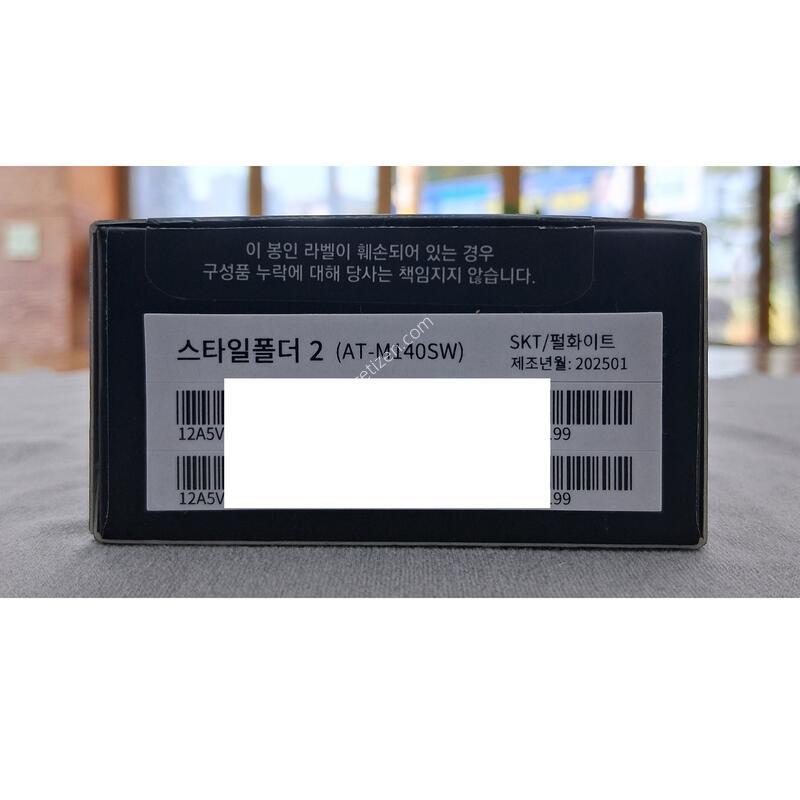 이 봉인 라벨이 훼손되어 있는 경우
구성품 누락에 대해 당사는 책임지지 않습니다.
스타일폴더 2 (AT-M140SW)
SKT/펄화이트
제조년월: 202501
12A5V
.99
12A5V
.99